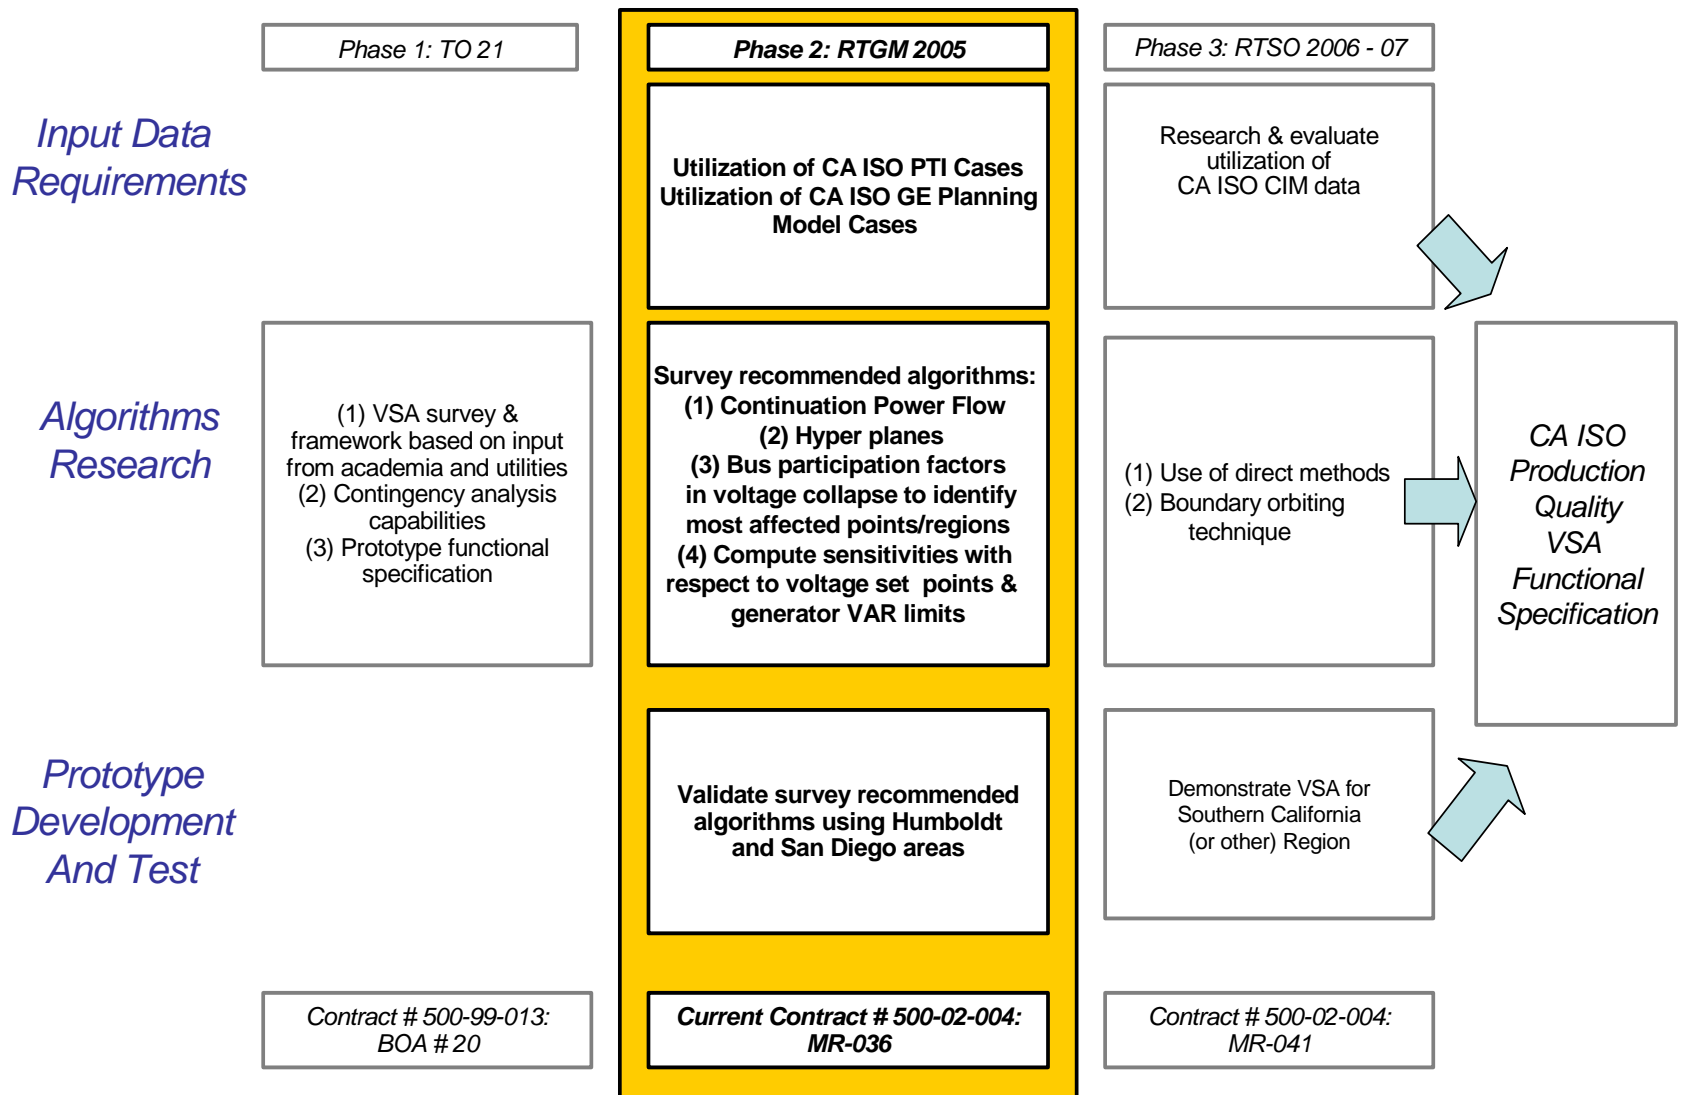 Phase 1: TO 21
Phase 2: RTGM 2005
Phase 3: RTSO 2006 - 07
Input Data
Requirements
Utilization of CA ISO PTI Cases
Utilization of CA ISO GE Planning
Model Cases
Research & evaluate
utilization of
CA ISO CIM data
Algorithms
Research
(1) VSA survey &
framework based on input
from academia and utilities
(2) Contingency analysis
capabilities
(3) Prototype functional
specification
Survey recommended algorithms:
(1) Continuation Power Flow
(2) Hyper planes
(3) Bus participation factors
in voltage collapse to identify
most affected points/regions
(4) Compute sensitivities with
respect to voltage set points &
generator VAR limits
(1) Use of direct methods
(2) Boundary orbiting
technique
CA ISO
Production
Quality
VSA
Functional
Specification
Prototype
Development
And Test
Validate survey recommended
algorithms using Humboldt
and San Diego areas
Demonstrate VSA for
Southern California
(or other) Region
Contract # 500-99-013:
BOA # 20
Current Contract # 500-02-004:
MR-036
Contract # 500-02-004:
MR-041